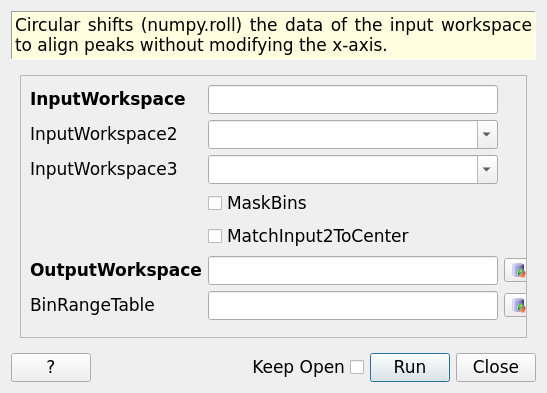 Circular shifts (numpy.roll) the data of the input workspace
to align peaks without modifying the x-axis.
InputWorkspace
InputWorkspace2
InputWorkspace3
MaskBins
MatchInput2ToCenter
OutputWorkspace
BinRangeTable
? Keep Open Run Close